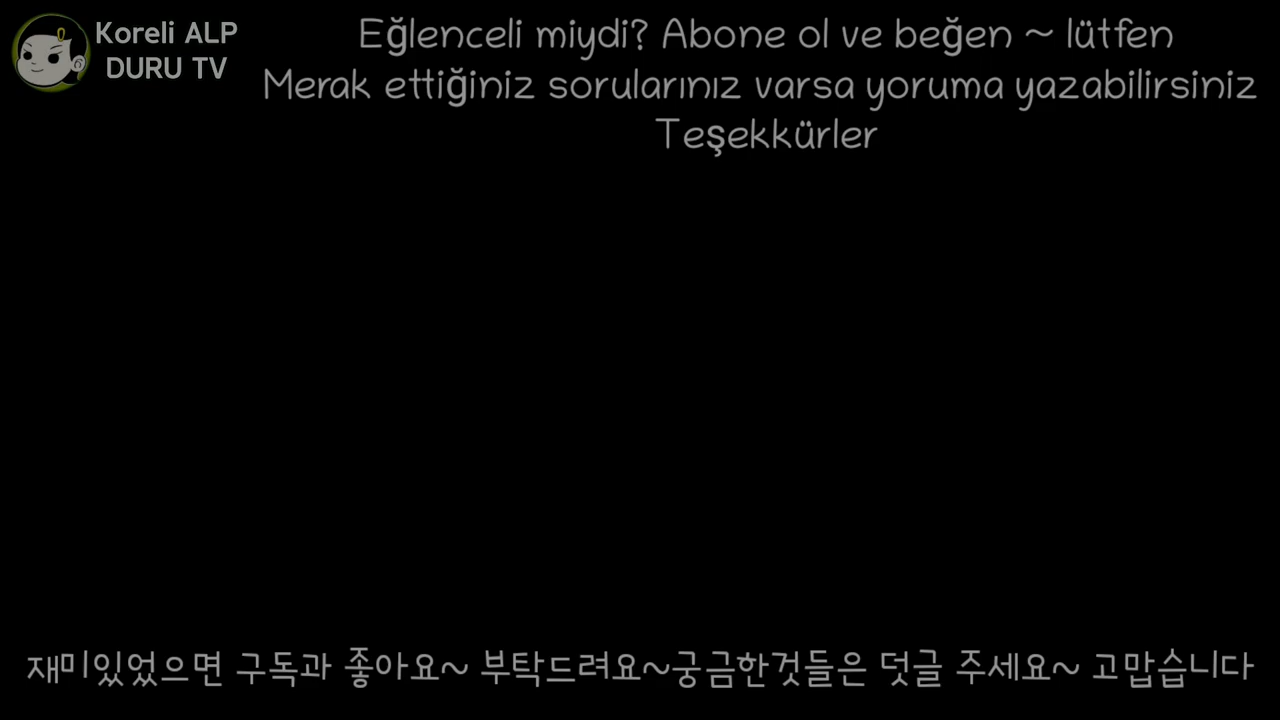 Koreli ALP
DURU TV
Eğlenceli miydi? Abone ol ve beğen ~ lütfen
Merak ettiğiniz sorularınız varsa yoruma yazabilirsiniz
Teşekkürler
재미있었으면 구독과 좋아요~ 부탁드려요~궁금한것들은 덧글 주세요~ 고맙습니다